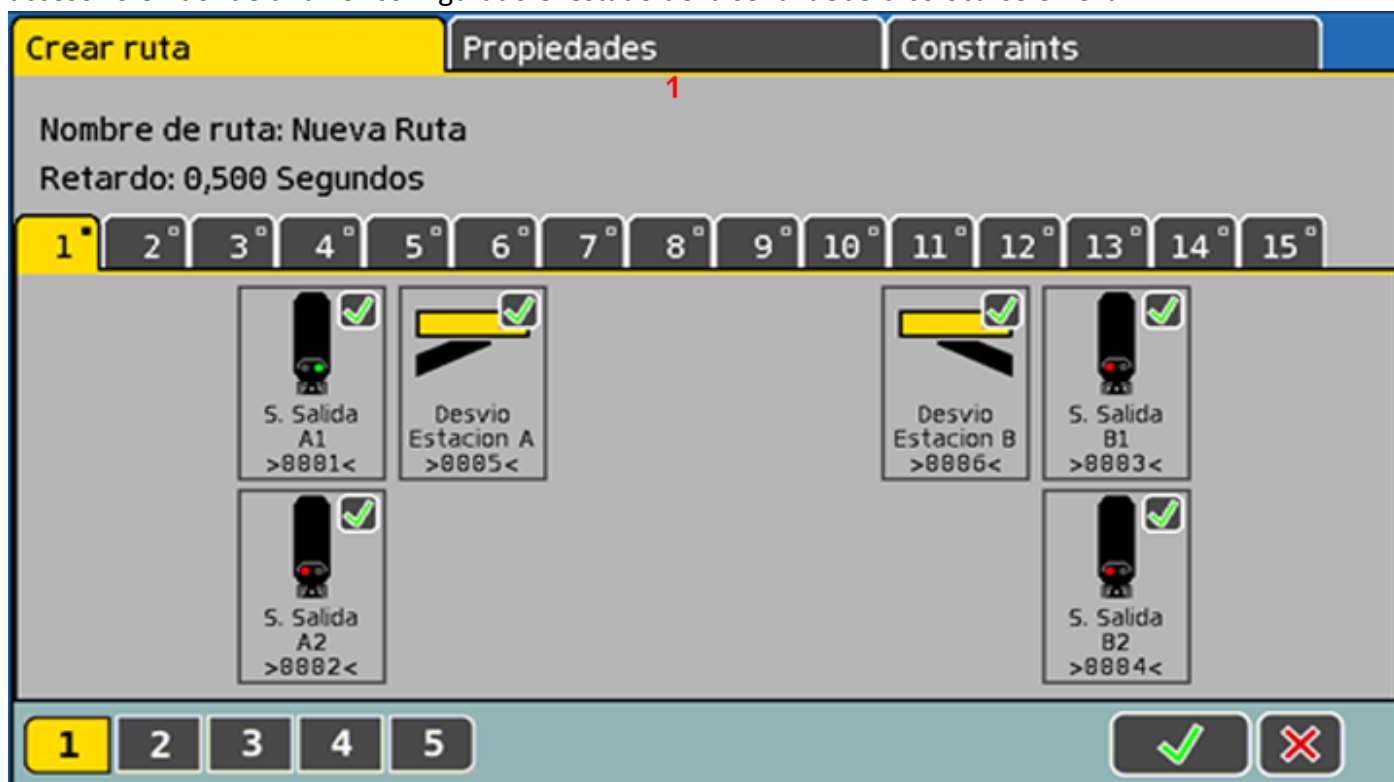 Crear ruta Propiedades Constraints
1
Nombre de ruta: Nueva Ruta
Retardo: 0,500 Segundos
1 2 3 4 5 6 7 8 9 10 11 12 13 14 15
S. Salida
A1
>0001<
Desvio
Estacion A
>0005<
Desvio
Estacion B
>0006<
S. Salida
B1
>0003<
S. Salida
A2
>0002<
S. Salida
B2
>0004<
1 2 3 4 5